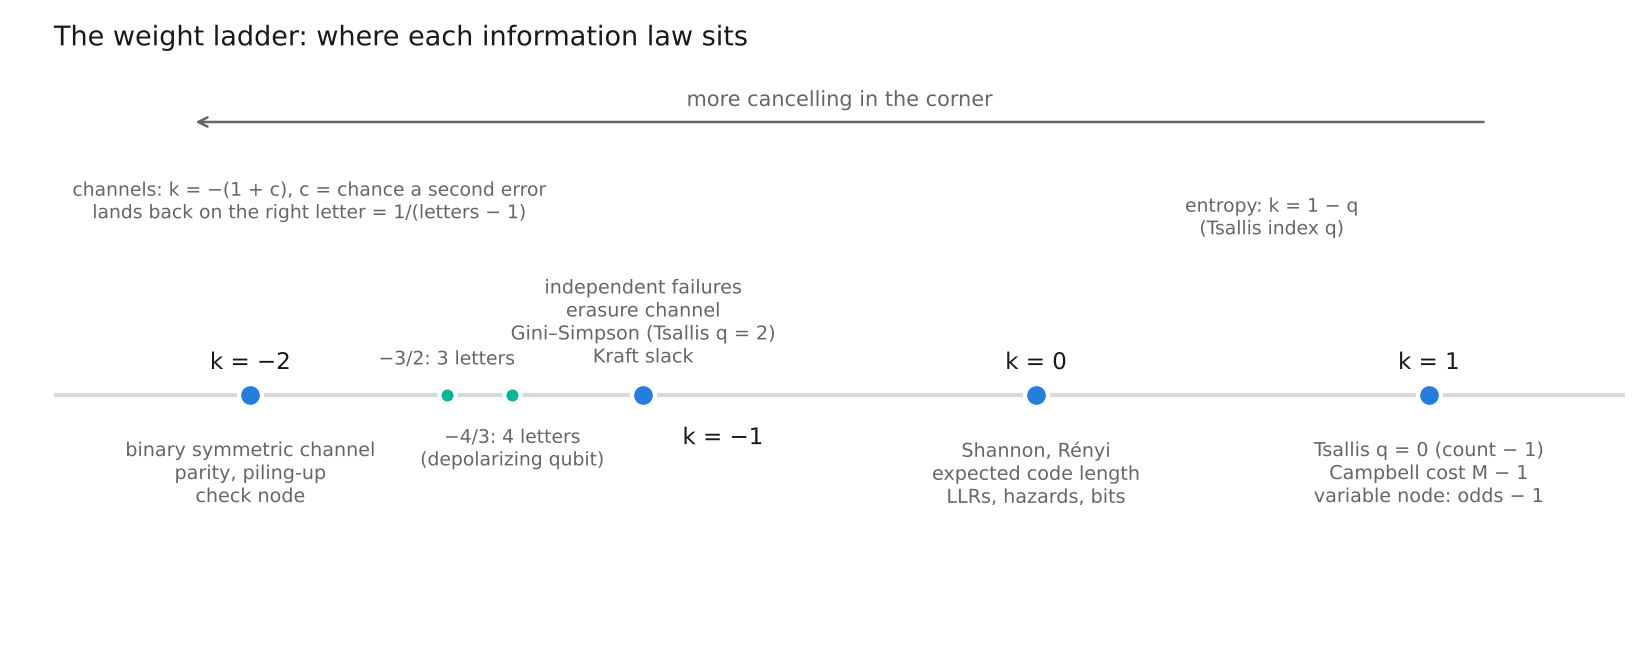 The weight ladder: where each information law sits
more cancelling in the corner
channels: k = −(1 + c), c = chance a second error
lands back on the right letter = 1/(letters − 1)
entropy: k = 1 − q
(Tsallis index q)
independent failures
erasure channel
Gini–Simpson (Tsallis q = 2)
Kraft slack
k = −2
−3/2: 3 letters
k = 0
k = 1
−4/3: 4 letters
(depolarizing qubit)
k = −1
binary symmetric channel
parity, piling-up
check node
Shannon, Rényi
expected code length
LLRs, hazards, bits
Tsallis q = 0 (count − 1)
Campbell cost M − 1
variable node: odds − 1